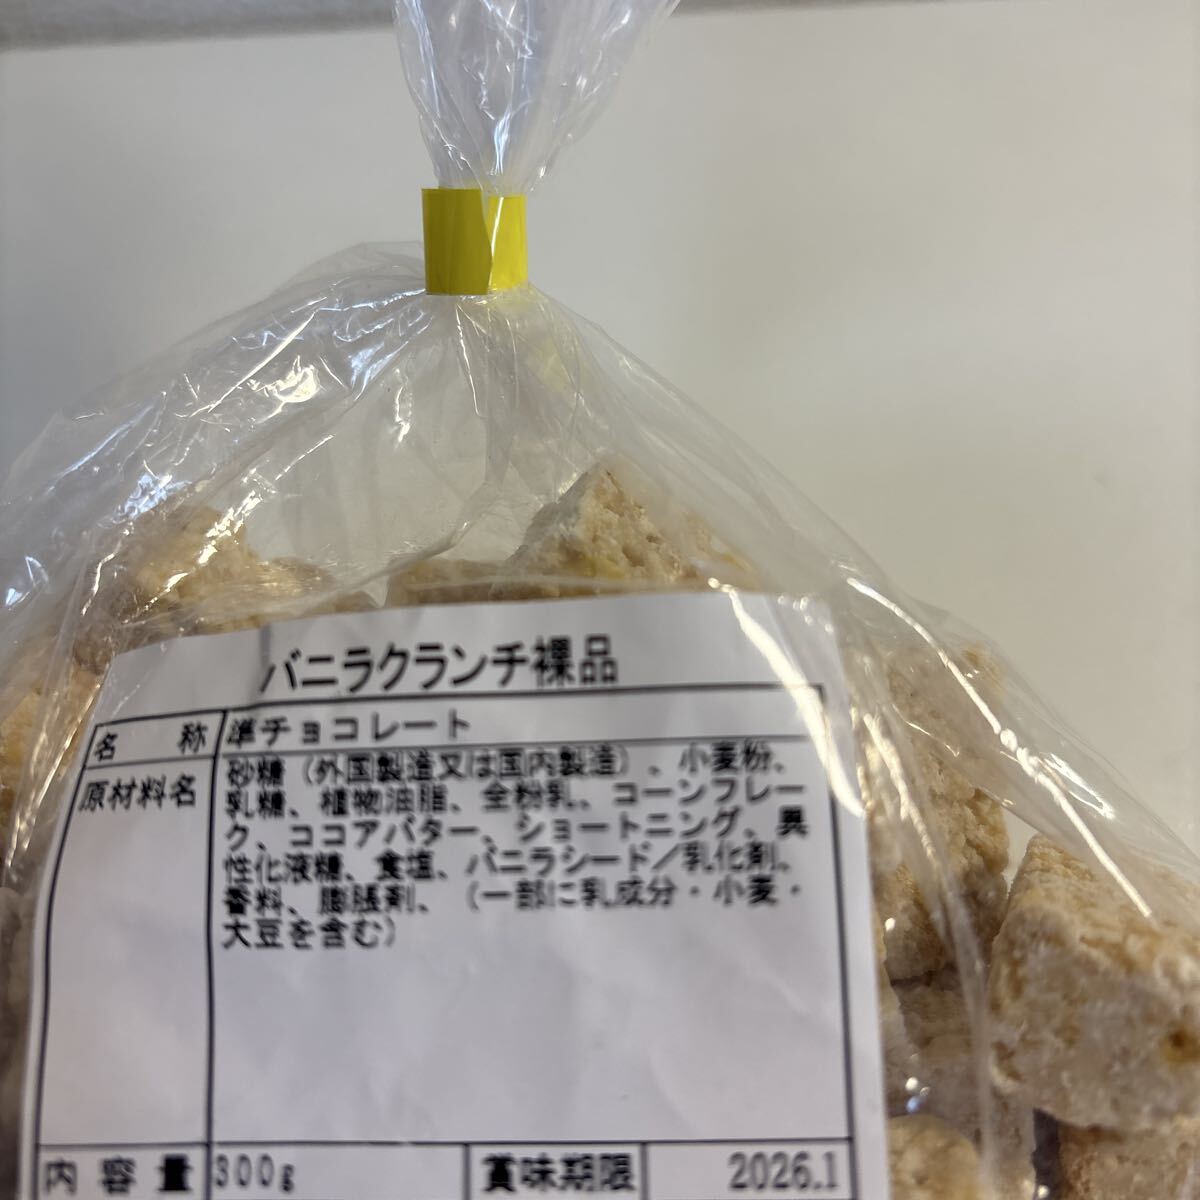 バニラクランチ裸品
名称 準チョコレート
原材料名 砂糖（外国製造又は国内製造）、小麦粉、
乳糖、植物油脂、全粉乳、コーンフレー
ク、ココアバター、ショートニング、異
性化液糖、食塩、バニラシード／乳化剤、
香料、膨脹剤、（一部に乳成分・小麦・
大豆を含む）
内容量 300g 賞味期限 2026.1